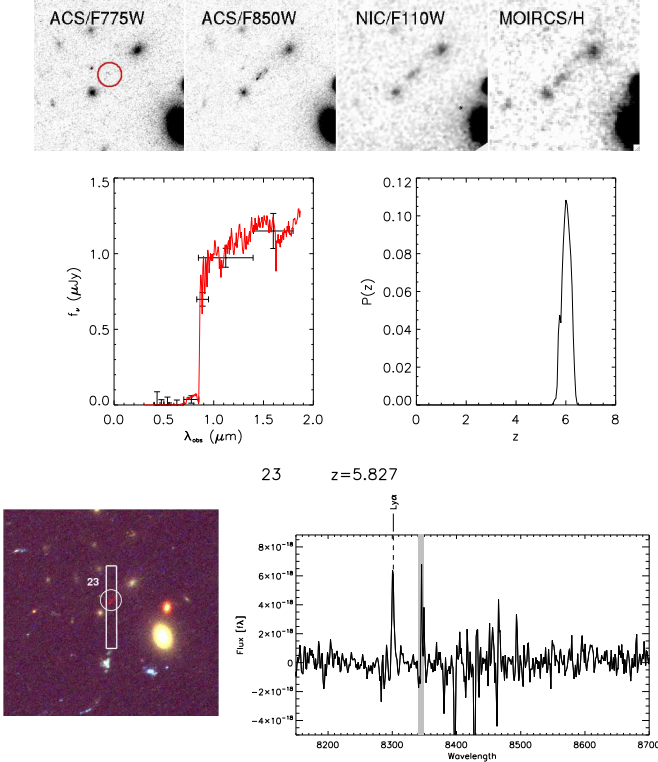 ACS/F775W ACS/F850W NIC/F110W MOIRCS/H
1.5
1.0
0.5
0.0
fν (μJy)
0.0 0.5 1.0 1.5 2.0
λobs (μm)
0.12
0.10
0.08
0.06
0.04
0.02
0.00
P(z)
0 2 4 6 8
z
23 z=5.827
23
Lyα
8×10⁻¹⁸
6×10⁻¹⁸
4×10⁻¹⁸
2×10⁻¹⁸
0
−2×10⁻¹⁸
−4×10⁻¹⁸
Flux [fλ]
8200 8300 8400 8500 8600 8700
Wavelength